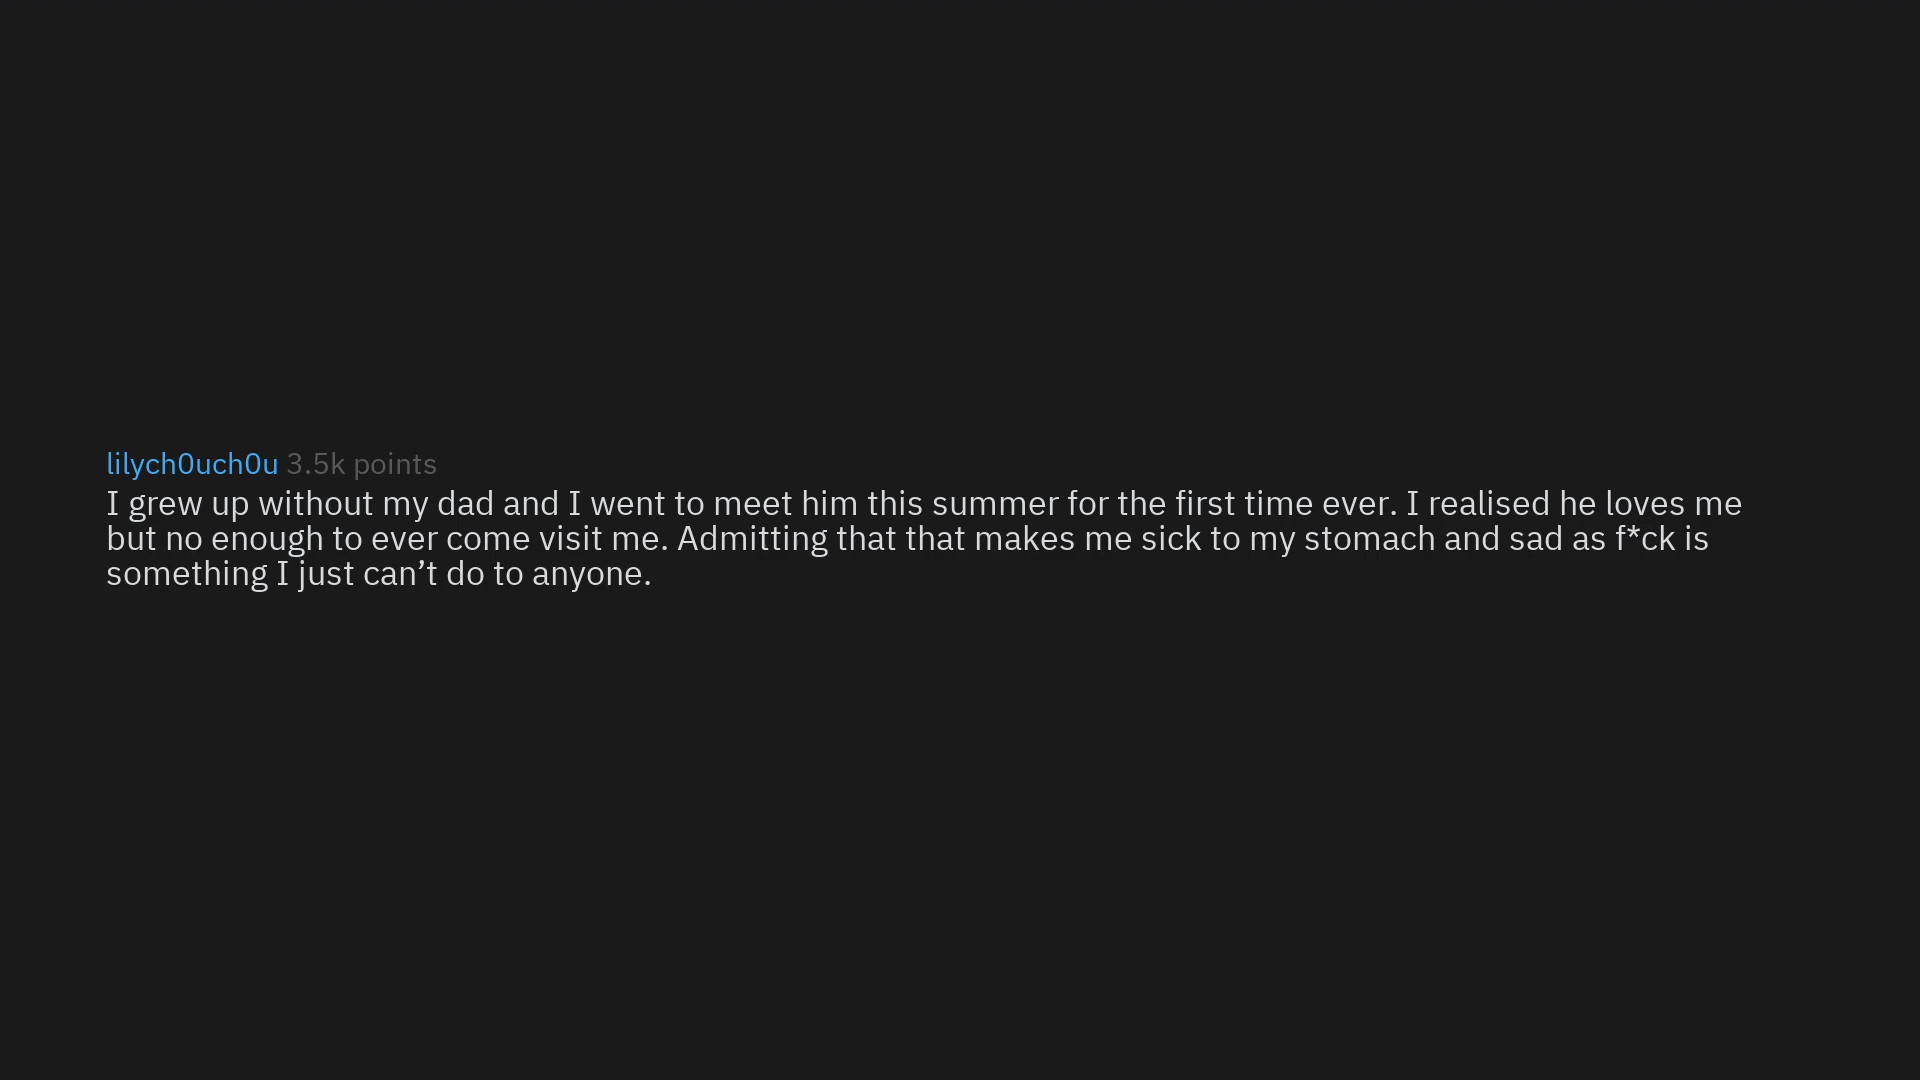 lilych0uch0u 3.5k points
I grew up without my dad and I went to meet him this summer for the first time ever. I realised he loves me
but no enough to ever come visit me. Admitting that that makes me sick to my stomach and sad as f*ck is
something I just can’t do to anyone.